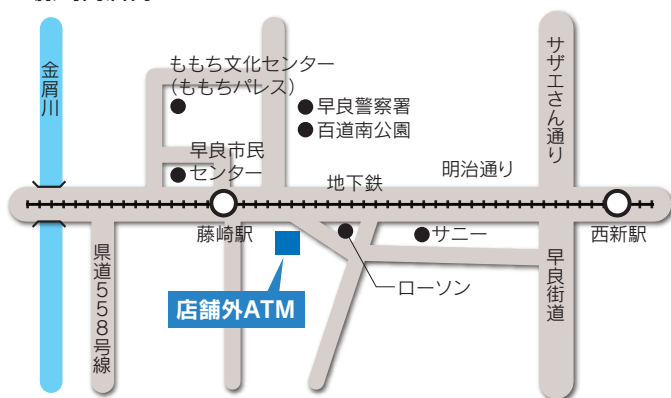 金屑川
ももち文化センター
（ももちパレス）
早良警察署
百道南公園
サザエさん通り
早良市民
センター
地下鉄
明治通り
藤崎駅
サニー
西新駅
県道558号線
店舗外ATM
ローソン
早良街道